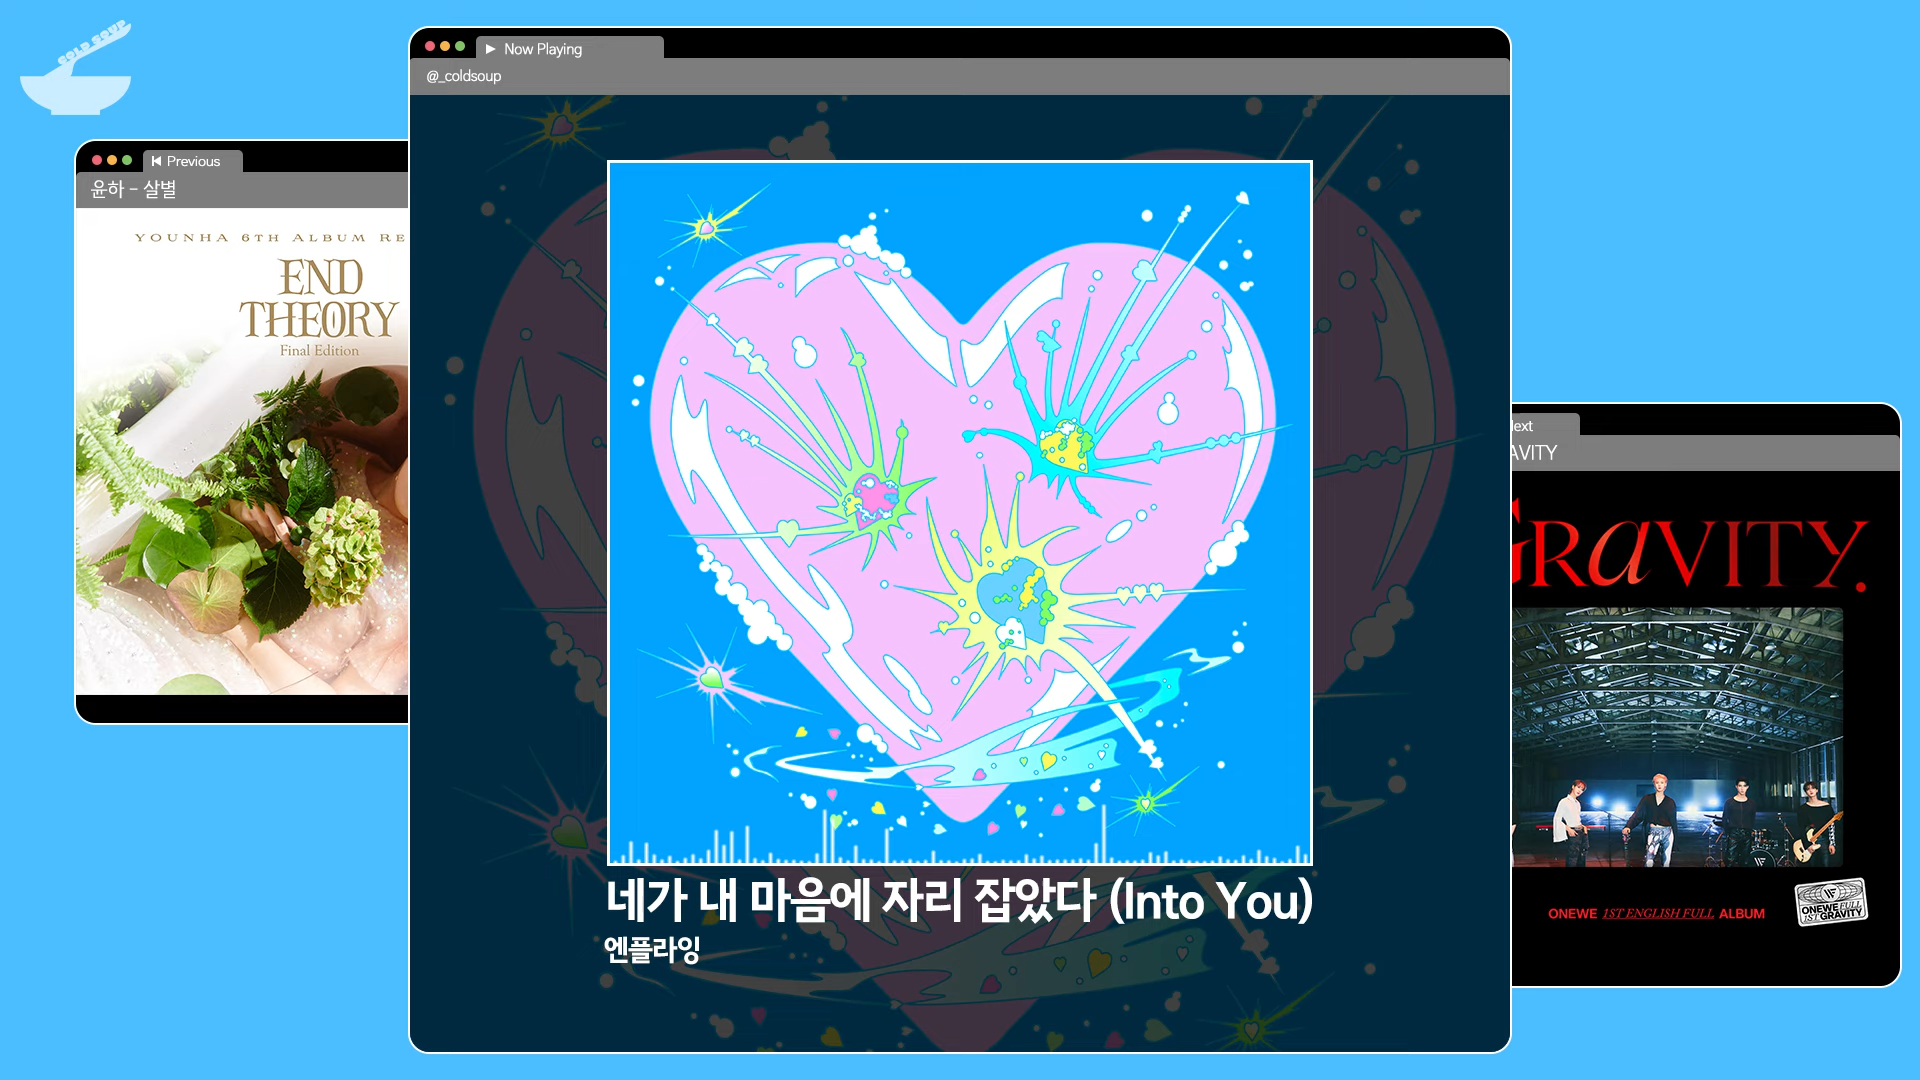 COLD SOUP
Previous
윤하 - 살별
YOUNHA 6TH ALBUM RE
END
THEORY
Final Edition
Now Playing
@_coldsoup
네가 내 마음에 자리 잡았다 (Into You)
엔플라잉
ext
AVITY
GRAVITY.
ONEWE 1ST ENGLISH FULL ALBUM
ONEWE FULL
1ST GRAVITY